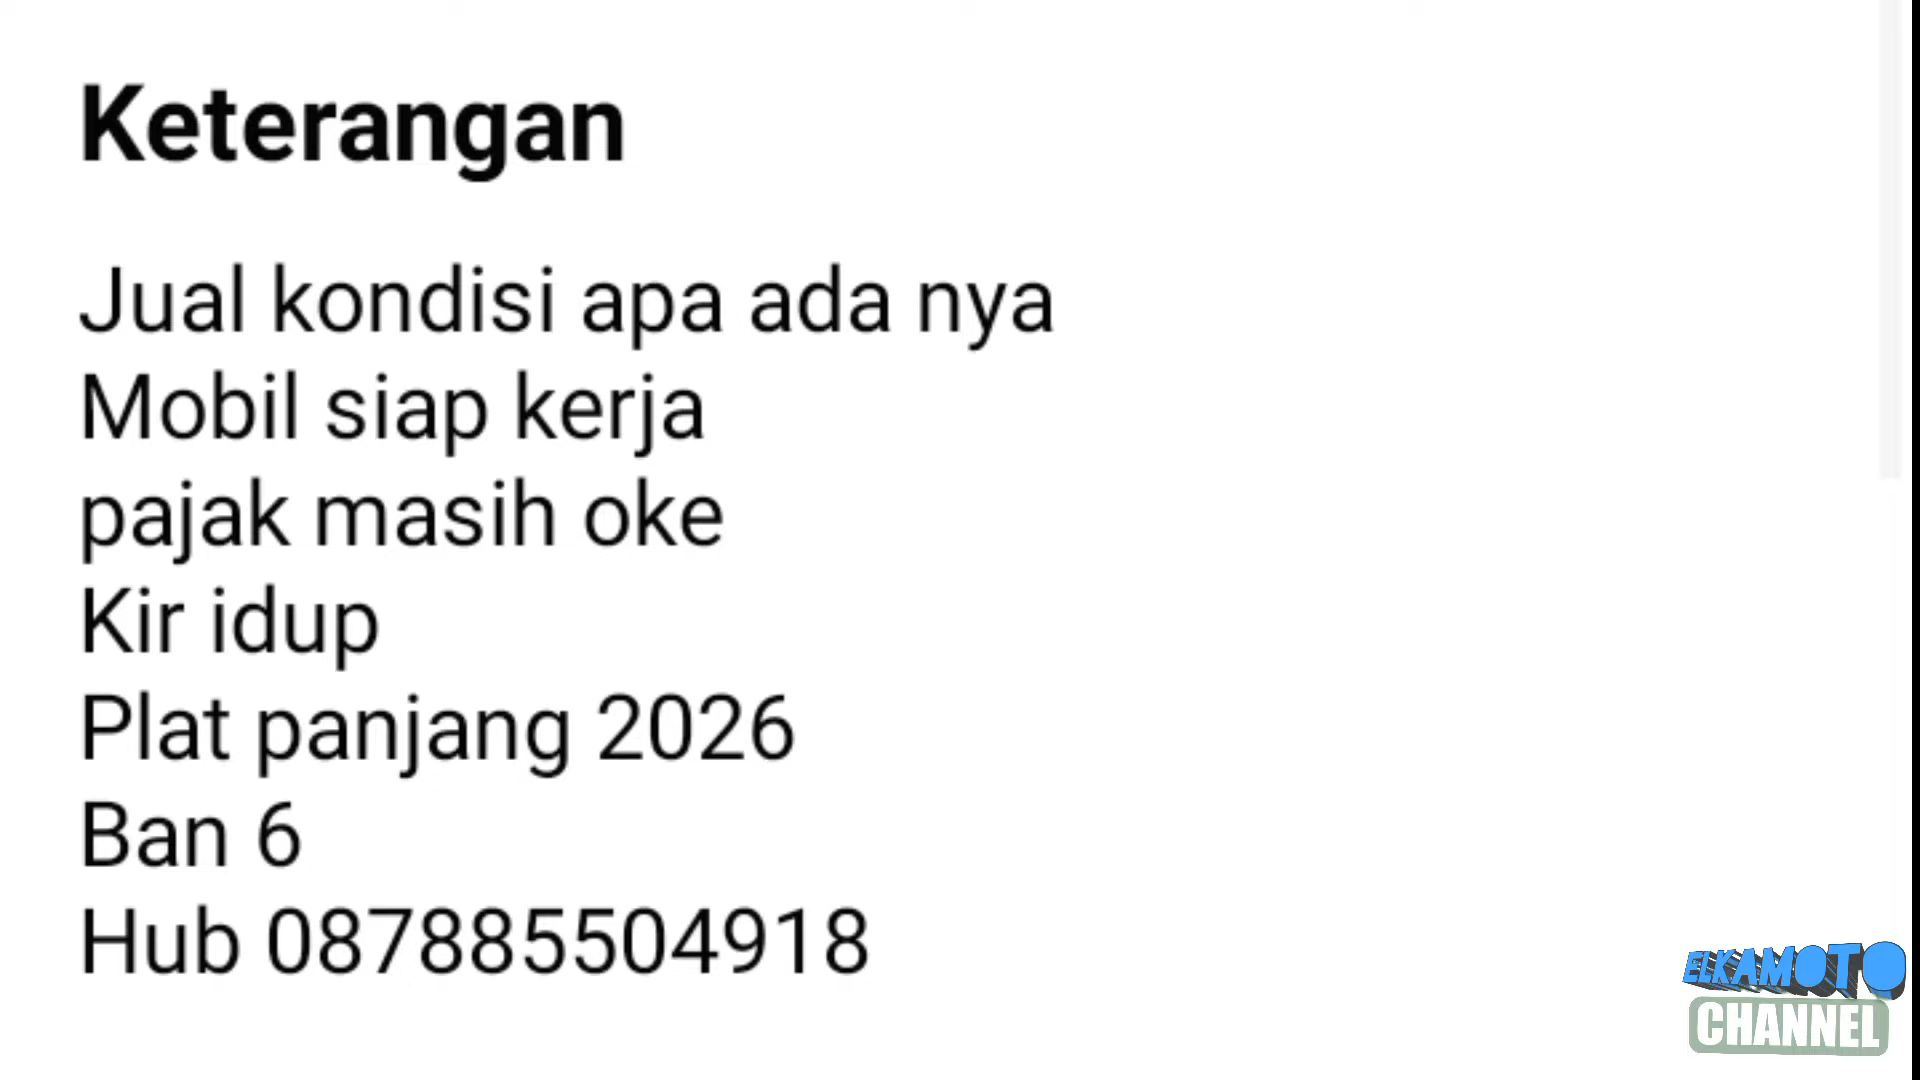 Keterangan
Jual kondisi apa ada nya
Mobil siap kerja
pajak masih oke
Kir idup
Plat panjang 2026
Ban 6
Hub 087885504918
ELKAMOTO
CHANNEL